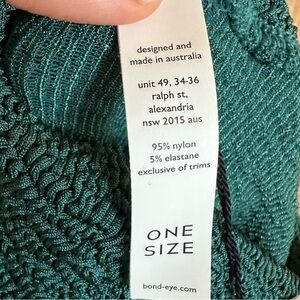 designed and
made in australia
unit 49, 34-36
ralph st,
alexandria
nsw 2015 aus
95% nylon
5% elastane
exclusive of trims
ONE
SIZE
bond-eye.com